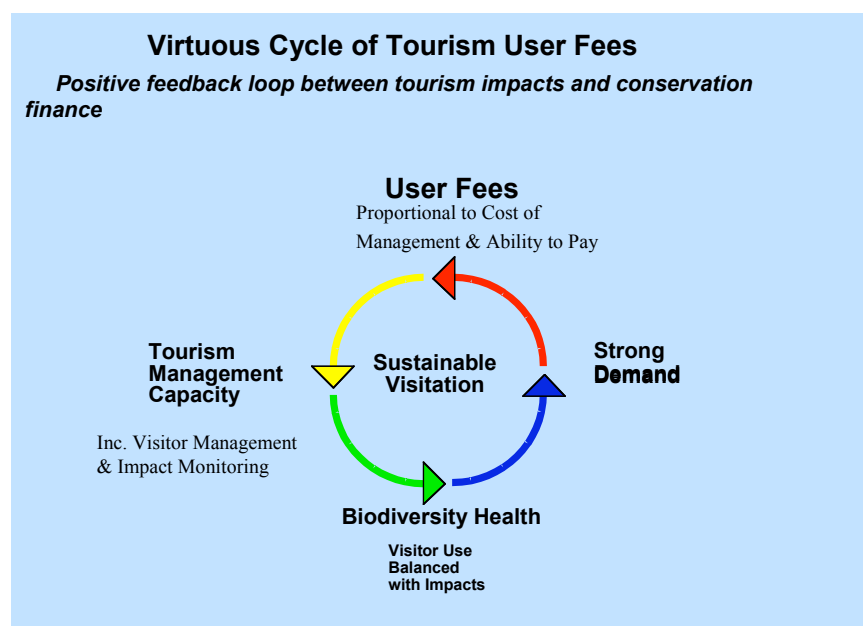 Virtuous Cycle of Tourism User Fees
Positive feedback loop between tourism impacts and conservation
finance
User Fees
Proportional to Cost of
Management & Ability to Pay
Tourism
Management
Capacity
Inc. Visitor Management
& Impact Monitoring
Sustainable
Visitation
Strong
Demand
Biodiversity Health
Visitor Use
Balanced
with Impacts